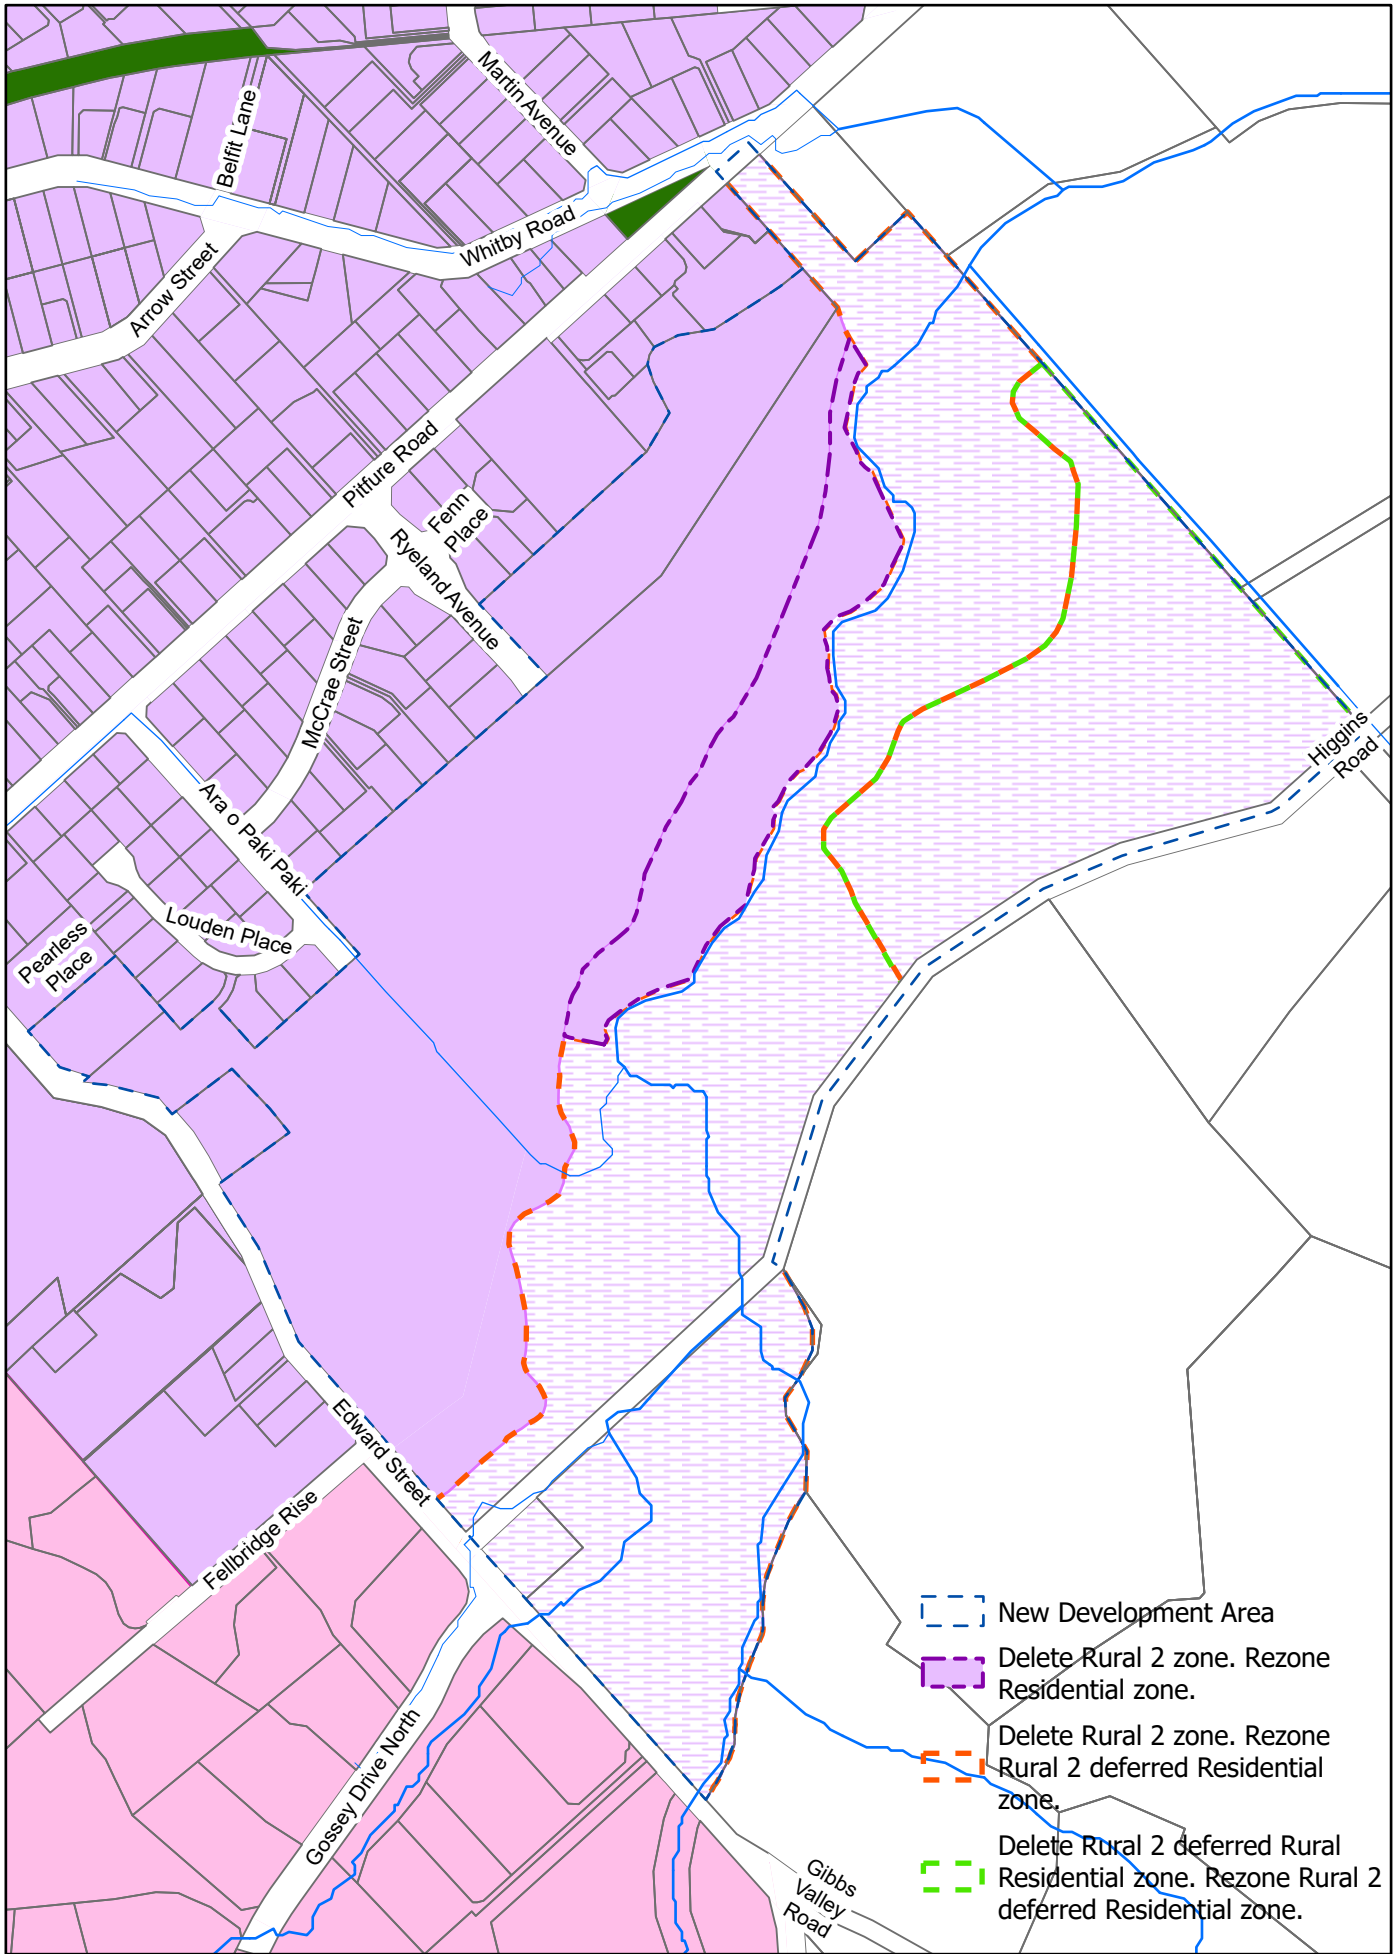 Martin Avenue
Belfit Lane
Whitby Road
Arrow Street
Pitfure Road
Fenn
Place
Ryeland Avenue
McCrae Street
Higgins
Road
Ara o Paki Paki
Louden Place
Pearless
Place
Edward Street
Fellbridge Rise
Gossey Drive North
Gibbs
Valley
Road
New Development Area
Delete Rural 2 zone. Rezone
Residential zone.
Delete Rural 2 zone. Rezone
Rural 2 deferred Residential
zone.
Delete Rural 2 deferred Rural
Residential zone. Rezone Rural 2
deferred Residential zone.